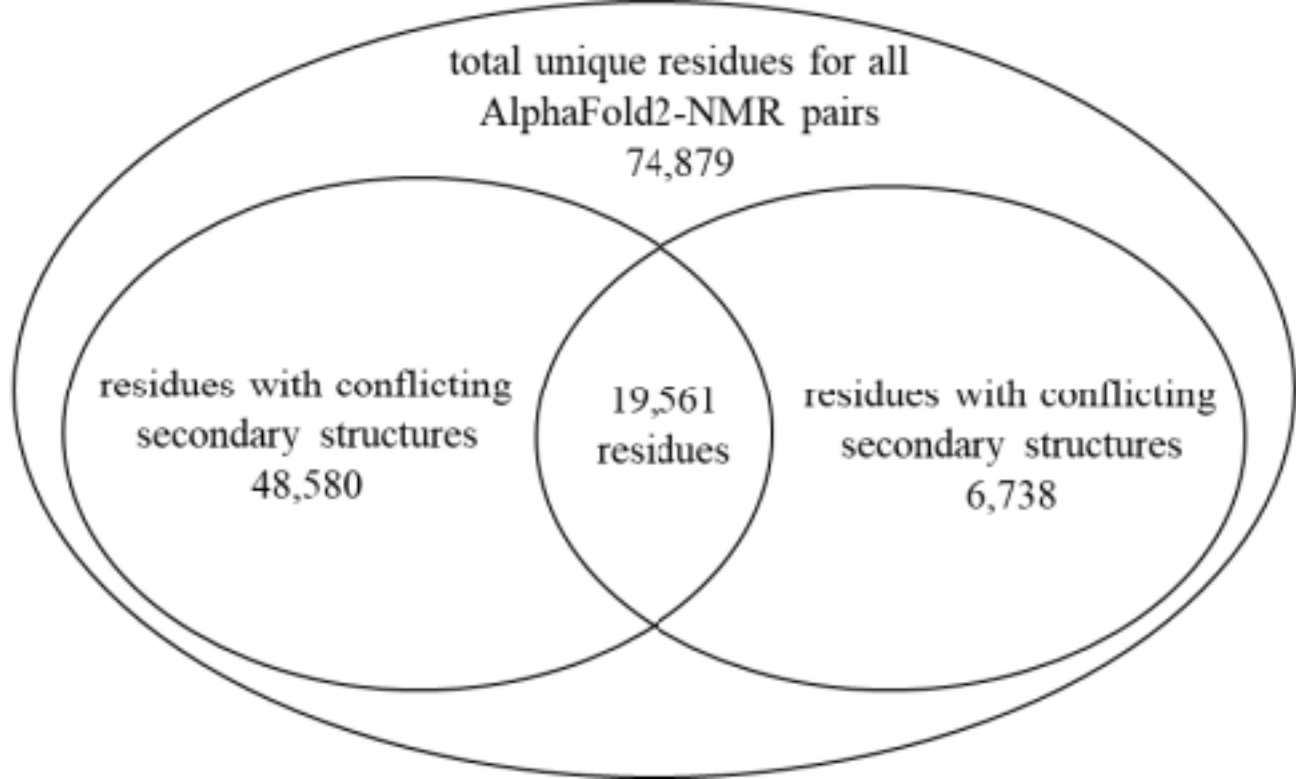 total unique residues for all
AlphaFold2-NMR pairs
74,879
residues with conflicting
secondary structures
48,580
19,561
residues
residues with conflicting
secondary structures
6,738